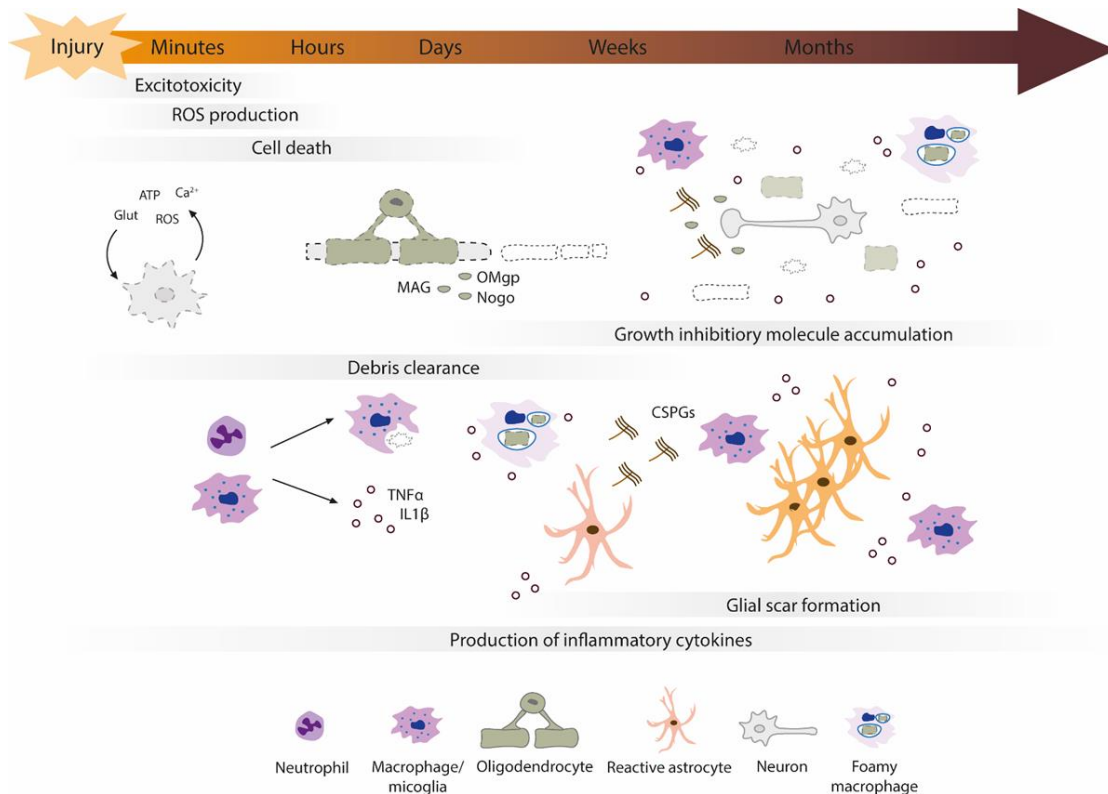 Injury Minutes Hours Days Weeks Months
Excitotoxicity
ROS production
Cell death
ATP Ca²⁺
Glut ROS
MAG OMgp
Nogo
Growth inhibitiory molecule accumulation
Debris clearance
CSPGs
TNFα
IL1β
Glial scar formation
Production of inflammatory cytokines
Neutrophil
Macrophage/
micoglia
Oligodendrocyte
Reactive astrocyte
Neuron
Foamy
macrophage